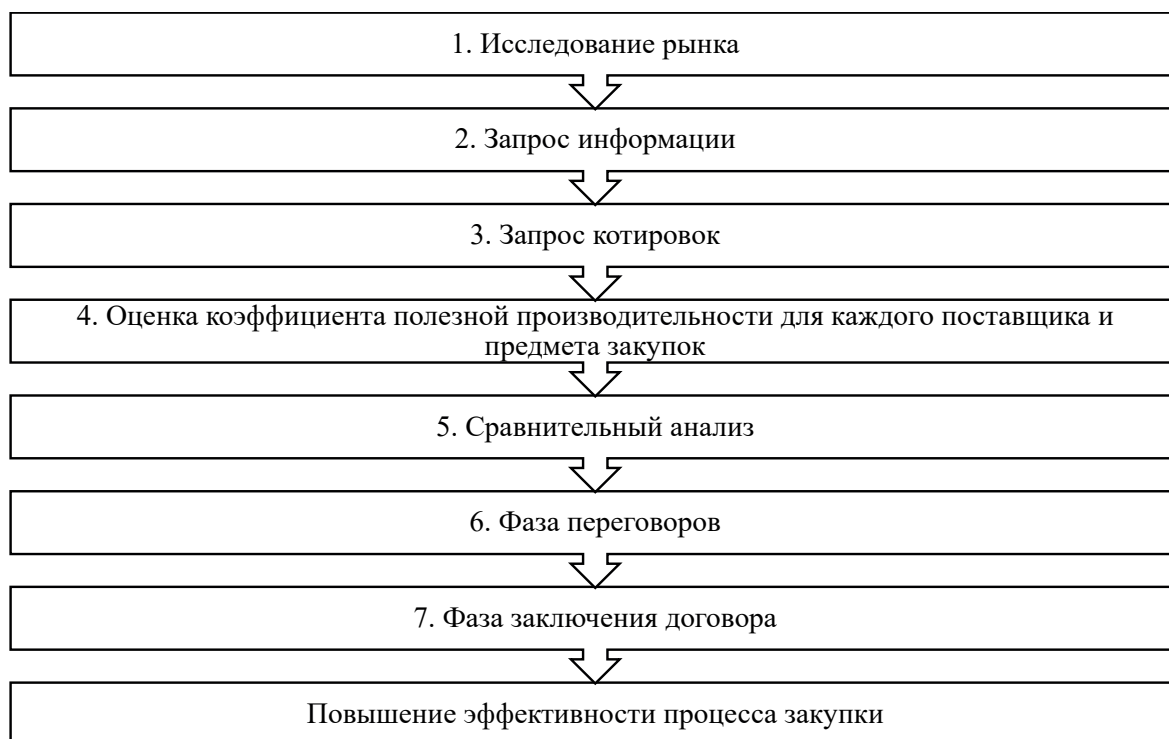 1. Исследование рынка
2. Запрос информации
3. Запрос котировок
4. Оценка коэффициента полезной производительности для каждого поставщика и
предмета закупок
5. Сравнительный анализ
6. Фаза переговоров
7. Фаза заключения договора
Повышение эффективности процесса закупки